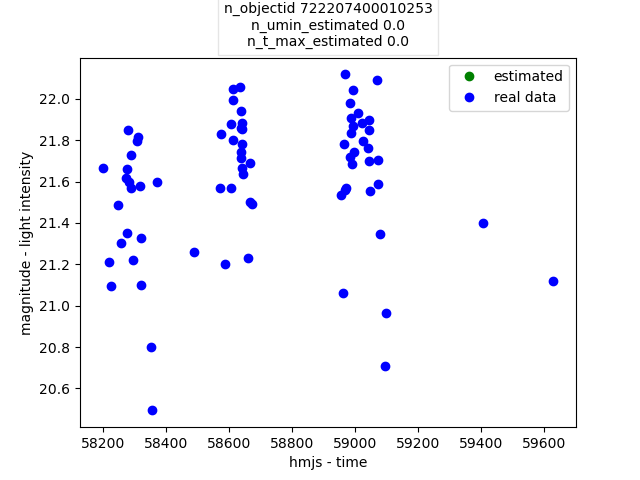 n_objectid 722207400010253
n_umin_estimated 0.0
n_t_max_estimated 0.0
estimated
real data
magnitude - light intensity
22.0
21.8
21.6
21.4
21.2
21.0
20.8
20.6
58200 58400 58600 58800 59000 59200 59400 59600
hmjs - time